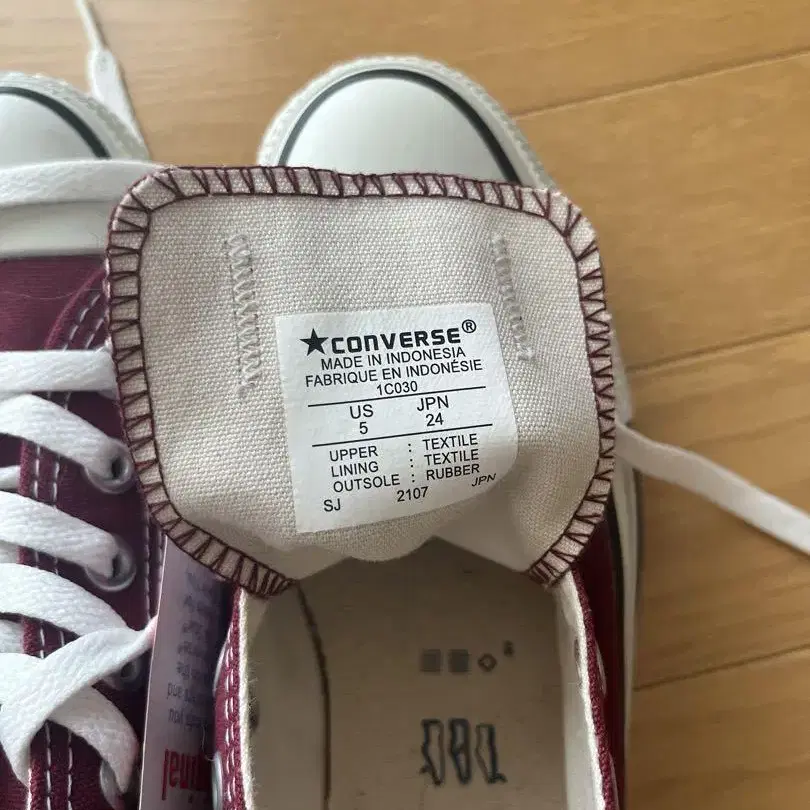 ★CONVERSE®
MADE IN INDONESIA
FABRIQUE EN INDONÉSIE
1C030
US JPN
5 24
UPPER : TEXTILE
LINING : TEXTILE
OUTSOLE : RUBBER
SJ 2107 JPN